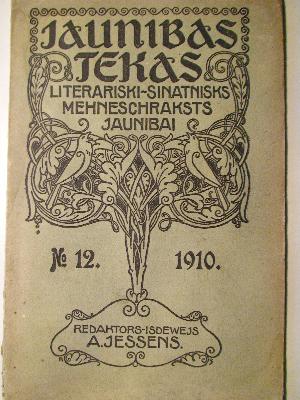 JAUNIBAS
TEKAS
LITERARISKI-SINATNISKS
MEHNESCHRAKSTS
JAUNIBAI
№ 12. 1910.
REDAKTORS-ISDEWEJS
A. JESSENS.